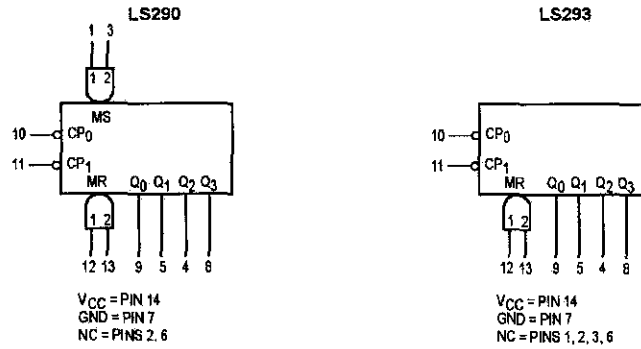 LS290
1 3
1 2
MS
10 CP0
11 CP1
MR Q0 Q1 Q2 Q3
1 2
12 13 9 5 4 8
VCC = PIN 14
GND = PIN 7
NC = PINS 2, 6
LS293
10 CP0
11 CP1
MR Q0 Q1 Q2 Q3
1 2
12 13 9 5 4 8
VCC = PIN 14
GND = PIN 7
NC = PINS 1, 2, 3, 6